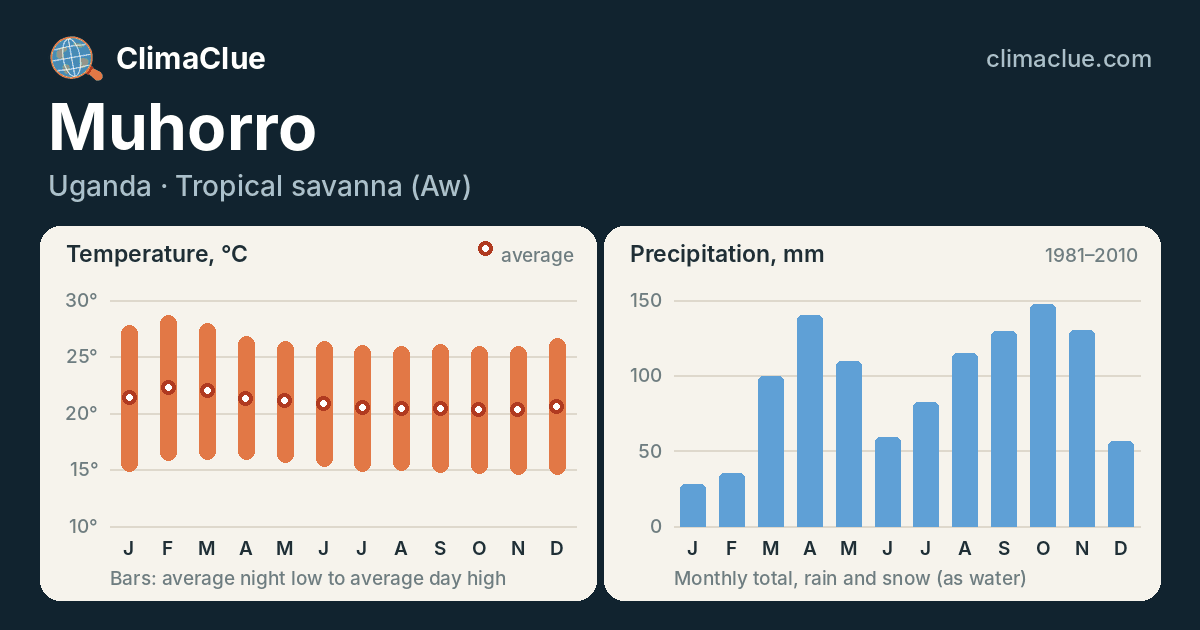 ClimaClue
climaclue.com
Muhorro
Uganda · Tropical savanna (Aw)
Temperature, °C
average
30°
25°
20°
15°
10°
J F M A M J J A S O N D
Bars: average night low to average day high
Precipitation, mm
1981–2010
150
100
50
0
J F M A M J J A S O N D
Monthly total, rain and snow (as water)